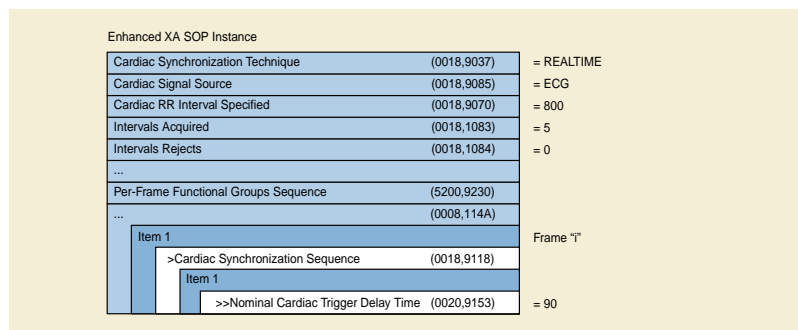 Enhanced XA SOP Instance
Cardiac Synchronization Technique (0018,9037) = REALTIME
Cardiac Signal Source (0018,9085) = ECG
Cardiac RR Interval Specified (0018,9070) = 800
Intervals Acquired (0018,1083) = 5
Intervals Rejects (0018,1084) = 0
...
Per-Frame Functional Groups Sequence (5200,9230)
... (0008,114A)
Item 1 Frame “i”
>Cardiac Synchronization Sequence (0018,9118)
Item 1
>>Nominal Cardiac Trigger Delay Time (0020,9153) = 90